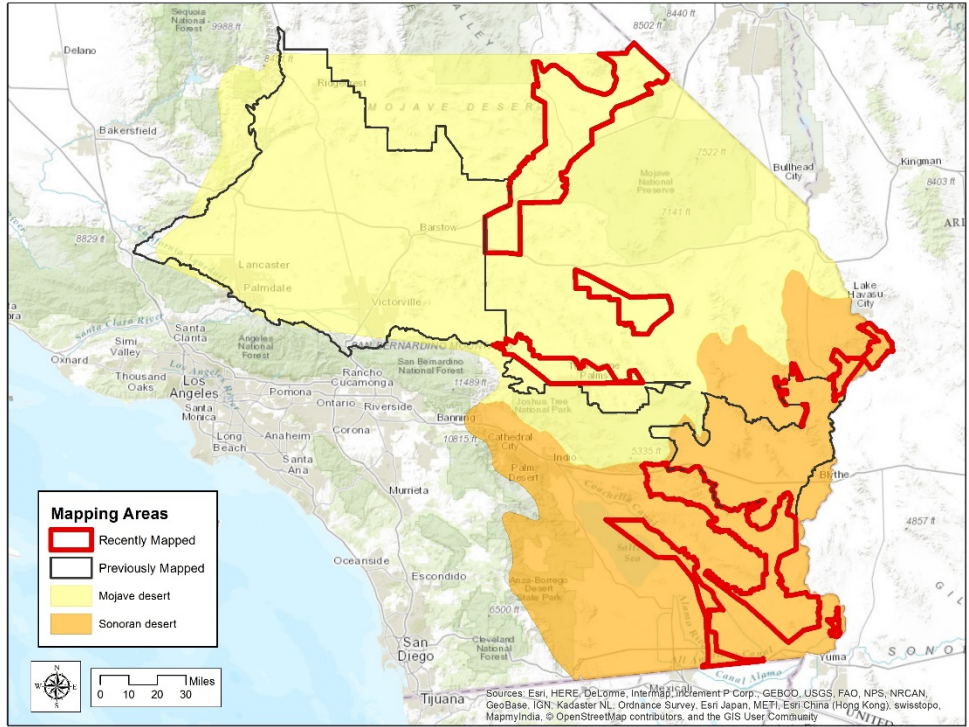 Sequoia
National
Forest
9988 ft
Delano
8440 ft
8502 ft
Ridgecrest
MOJAVE DESERT
Bakersfield
7522 ft
Mojave
National
Preserve
7141 ft
Bullhead
City
Kingman
8403 ft
8829 ft
Barstow
Lancaster
Palmdale
Victorville
Lake
Havasu
City
Santa Clara River
Santa
Clarita
Angeles
National
Forest
SAN BERNARDINO
San Bernardino
National Forest
11489 ft
Oxnard
Simi
Valley
Thousand
Oaks
Los Angeles
Los
Angeles
Santa
Monica
Rancho
Cucamonga
Pomona
Ontario
Riverside
Palms
Joshua Tree
National Park
Banning
Long
Beach
Anaheim
Corona
10815 ft
Cathedral
City
Santa
Ana
Palm
Desert
Indio
5335 ft
Blythe
Murrieta
Coachella
4857 ft
Salton
Sea
Oceanside
Escondido
Anza-Borrego
Desert
State Park
6500 ft
Cleveland
National
Forest
San
Diego
Tijuana
Mexicali
Canal Alamo
Yuma
Mapping Areas
Recently Mapped
Previously Mapped
Mojave desert
Sonoran desert
N
W
E
S
Miles
0 10 20 30
Sources: Esri, HERE, DeLorme, Intermap, increment P Corp., GEBCO, USGS, FAO, NPS, NRCAN,
GeoBase, IGN, Kadaster NL, Ordnance Survey, Esri Japan, METI, Esri China (Hong Kong), swisstopo,
MapmyIndia, © OpenStreetMap contributors, and the GIS User Community